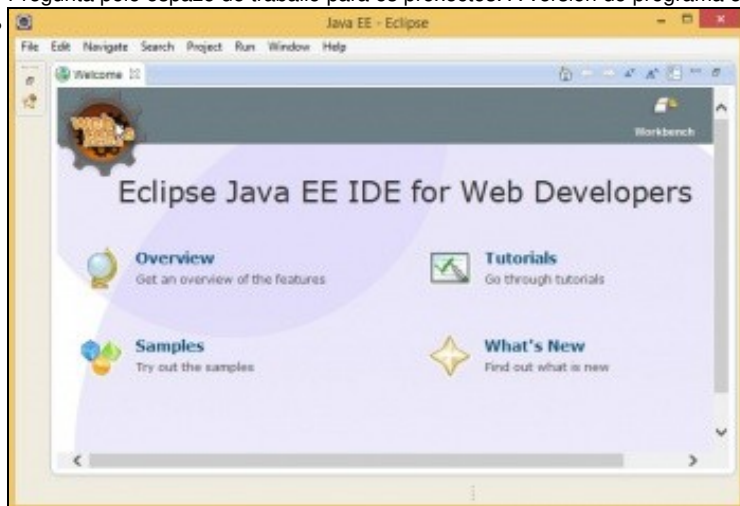 Pregunta polo espazo de traballo para os proxectos. A versión do programa é
Java EE - Eclipse
File Edit Navigate Search Project Run Window Help
Welcome
Workbench
Eclipse Java EE IDE for Web Developers
Overview
Get an overview of the features
Tutorials
Go through tutorials
Samples
Try out the samples
What's New
Find out what is new